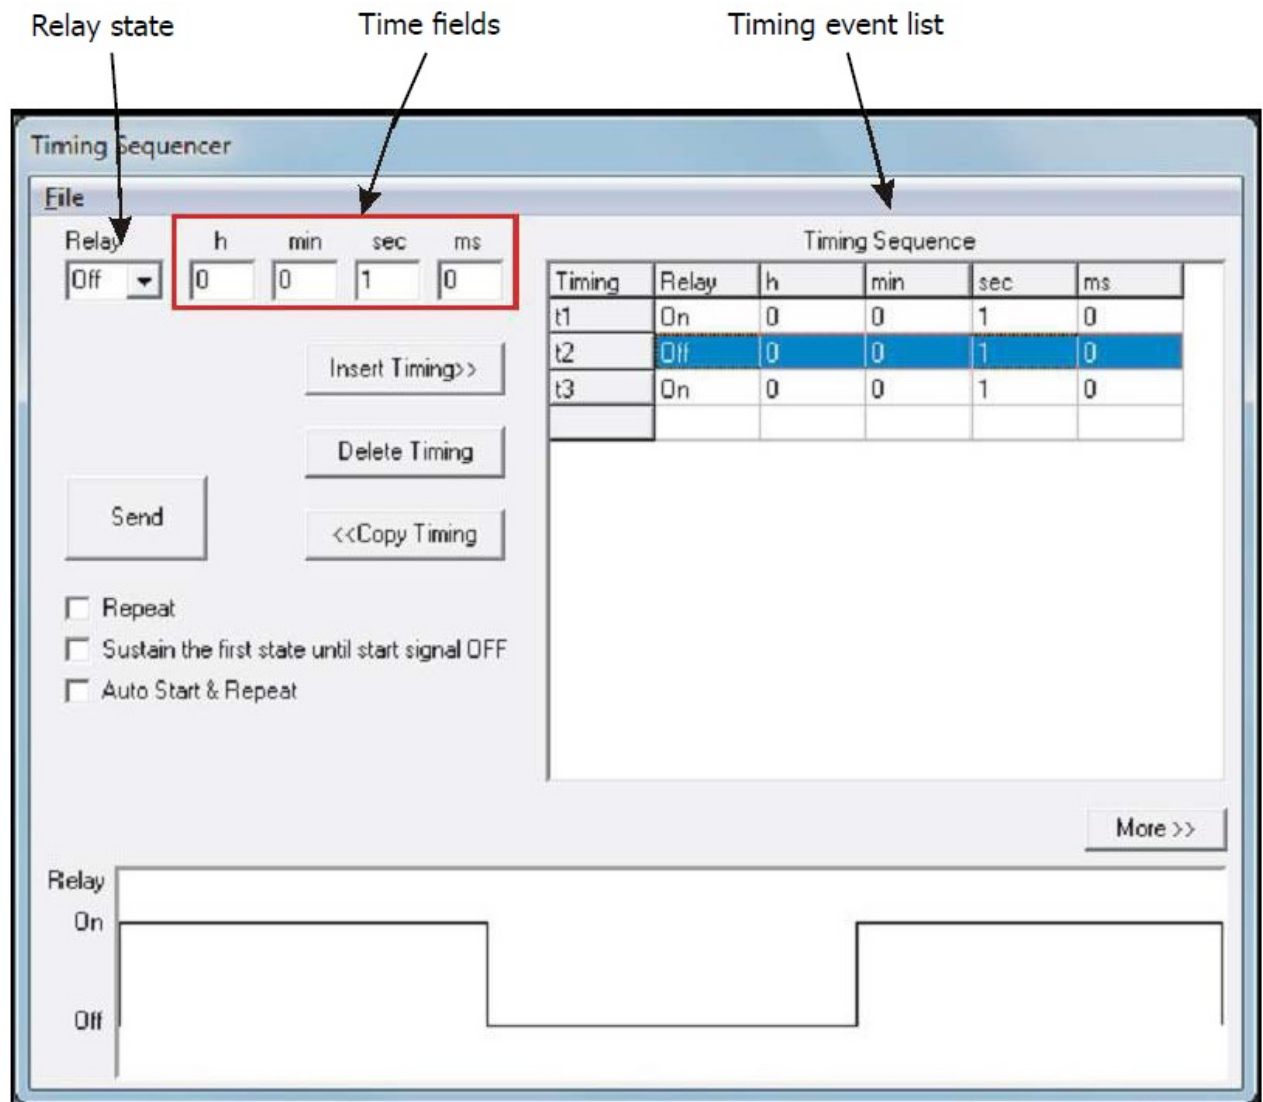 Relay state Time fields Timing event list
Timing Sequencer
File
Relay h min sec ms
Off 0 0 1 0
Timing Sequence
Timing Relay h min sec ms
t1 On 0 0 1 0
t2 Off 0 0 1 0
t3 On 0 0 1 0
Insert Timing>>
Delete Timing
Send
<<Copy Timing
Repeat
Sustain the first state until start signal OFF
Auto Start & Repeat
More >>
Relay
On
Off